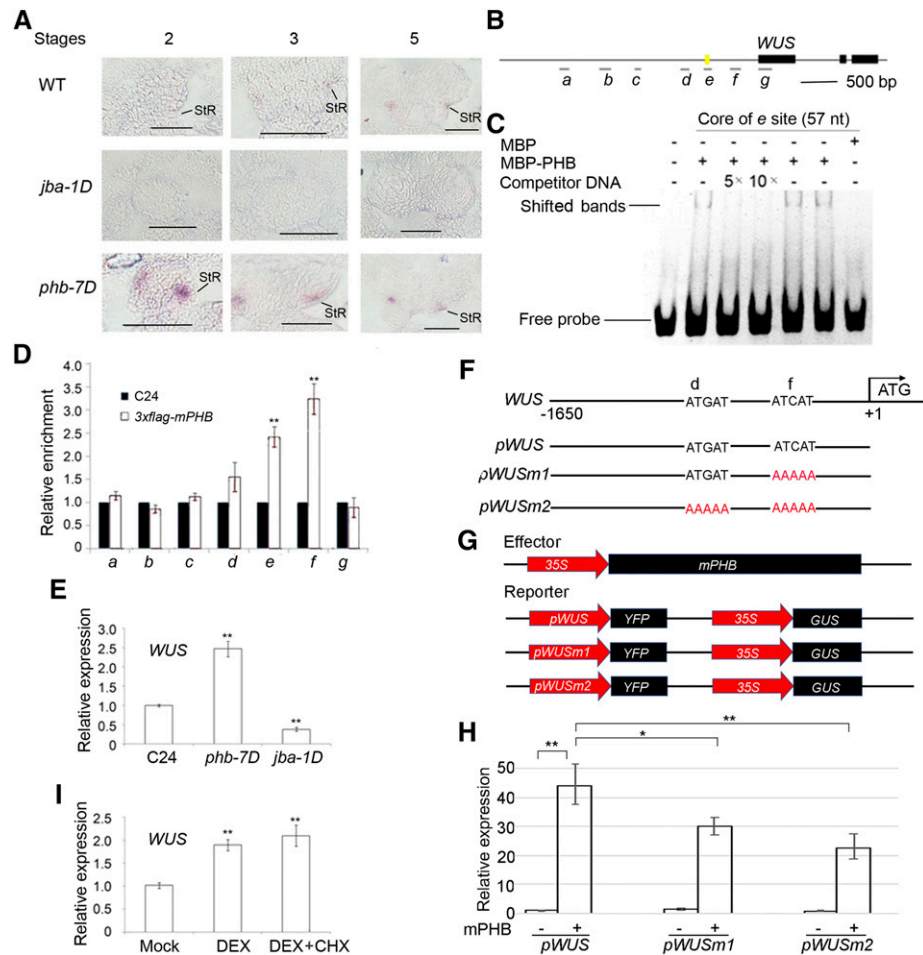 A
Stages 2 3 5
WT
StR StR StR
jba-1D
phb-7D
StR StR StR
B
WUS
a b c d e f g
500 bp
C
Core of e site (57 nt)
MBP - - - - - - +
MBP-PHB - + + + + + -
Competitor DNA - - 5× 10× - - -
Shifted bands
Free probe
D
Relative enrichment
4.0
3.5
3.0
2.5
2.0
1.5
1.0
0.5
0
C24
3xflag-mPHB
** **
a b c d e f g
E
WUS
Relative expression
3.0
2.5
2.0
1.5
1.0
0.5
0
** **
C24 phb-7D jba-1D
F
d f
WUS ATGAT ATCAT ATG
-1650 +1
pWUS ATGAT ATCAT
pWUSm1 ATGAT AAAAA
pWUSm2 AAAAA AAAAA
G
Effector
35S mPHB
Reporter
pWUS YFP 35S GUS
pWUSm1 YFP 35S GUS
pWUSm2 YFP 35S GUS
H
Relative expression
50
40
30
20
10
0
**
** *
mPHB - + - + - +
pWUS pWUSm1 pWUSm2
I
WUS
Relative expression
2.5
2.0
1.5
1.0
0.5
0
** **
Mock DEX DEX+CHX